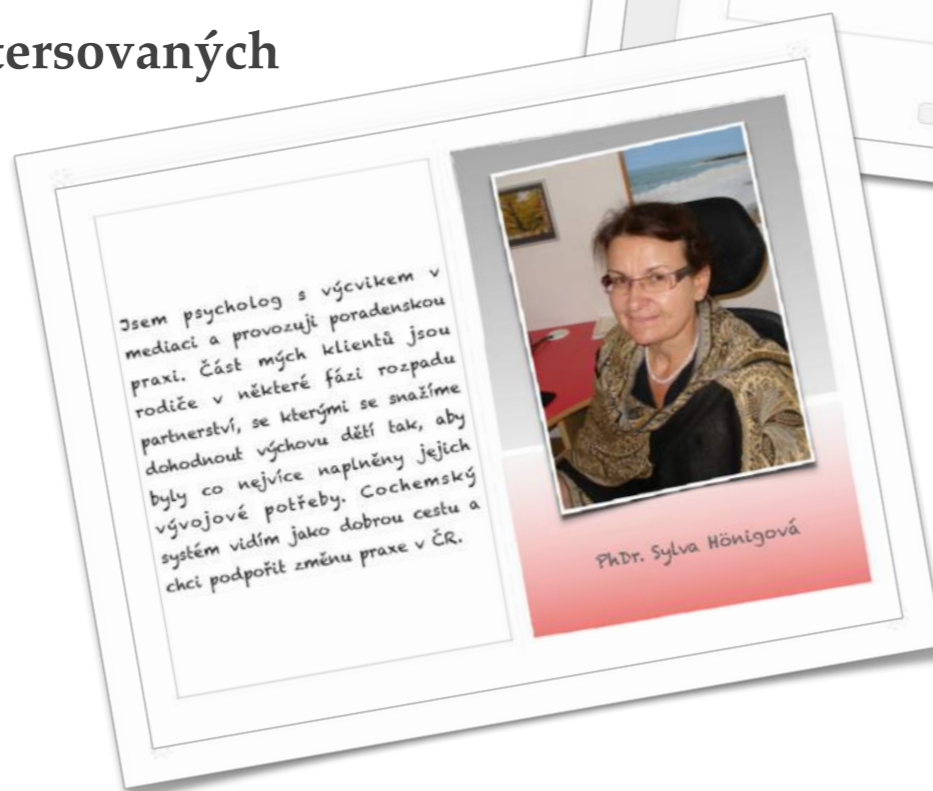 tersovaných
Jsem psycholog s výcvikem v
mediaci a provozuji poradenskou
praxi. Část mých klientů jsou
rodiče v některé fázi rozpadu
partnerství, se kterými se snažíme
dohodnout výchovu dětí tak, aby
byly co nejvíce naplněny jejich
vývojové potřeby. Cochemský
systém vidím jako dobrou cestu a
chci podpořit změnu praxe v ČR.
PhDr. Sylva Hönigová